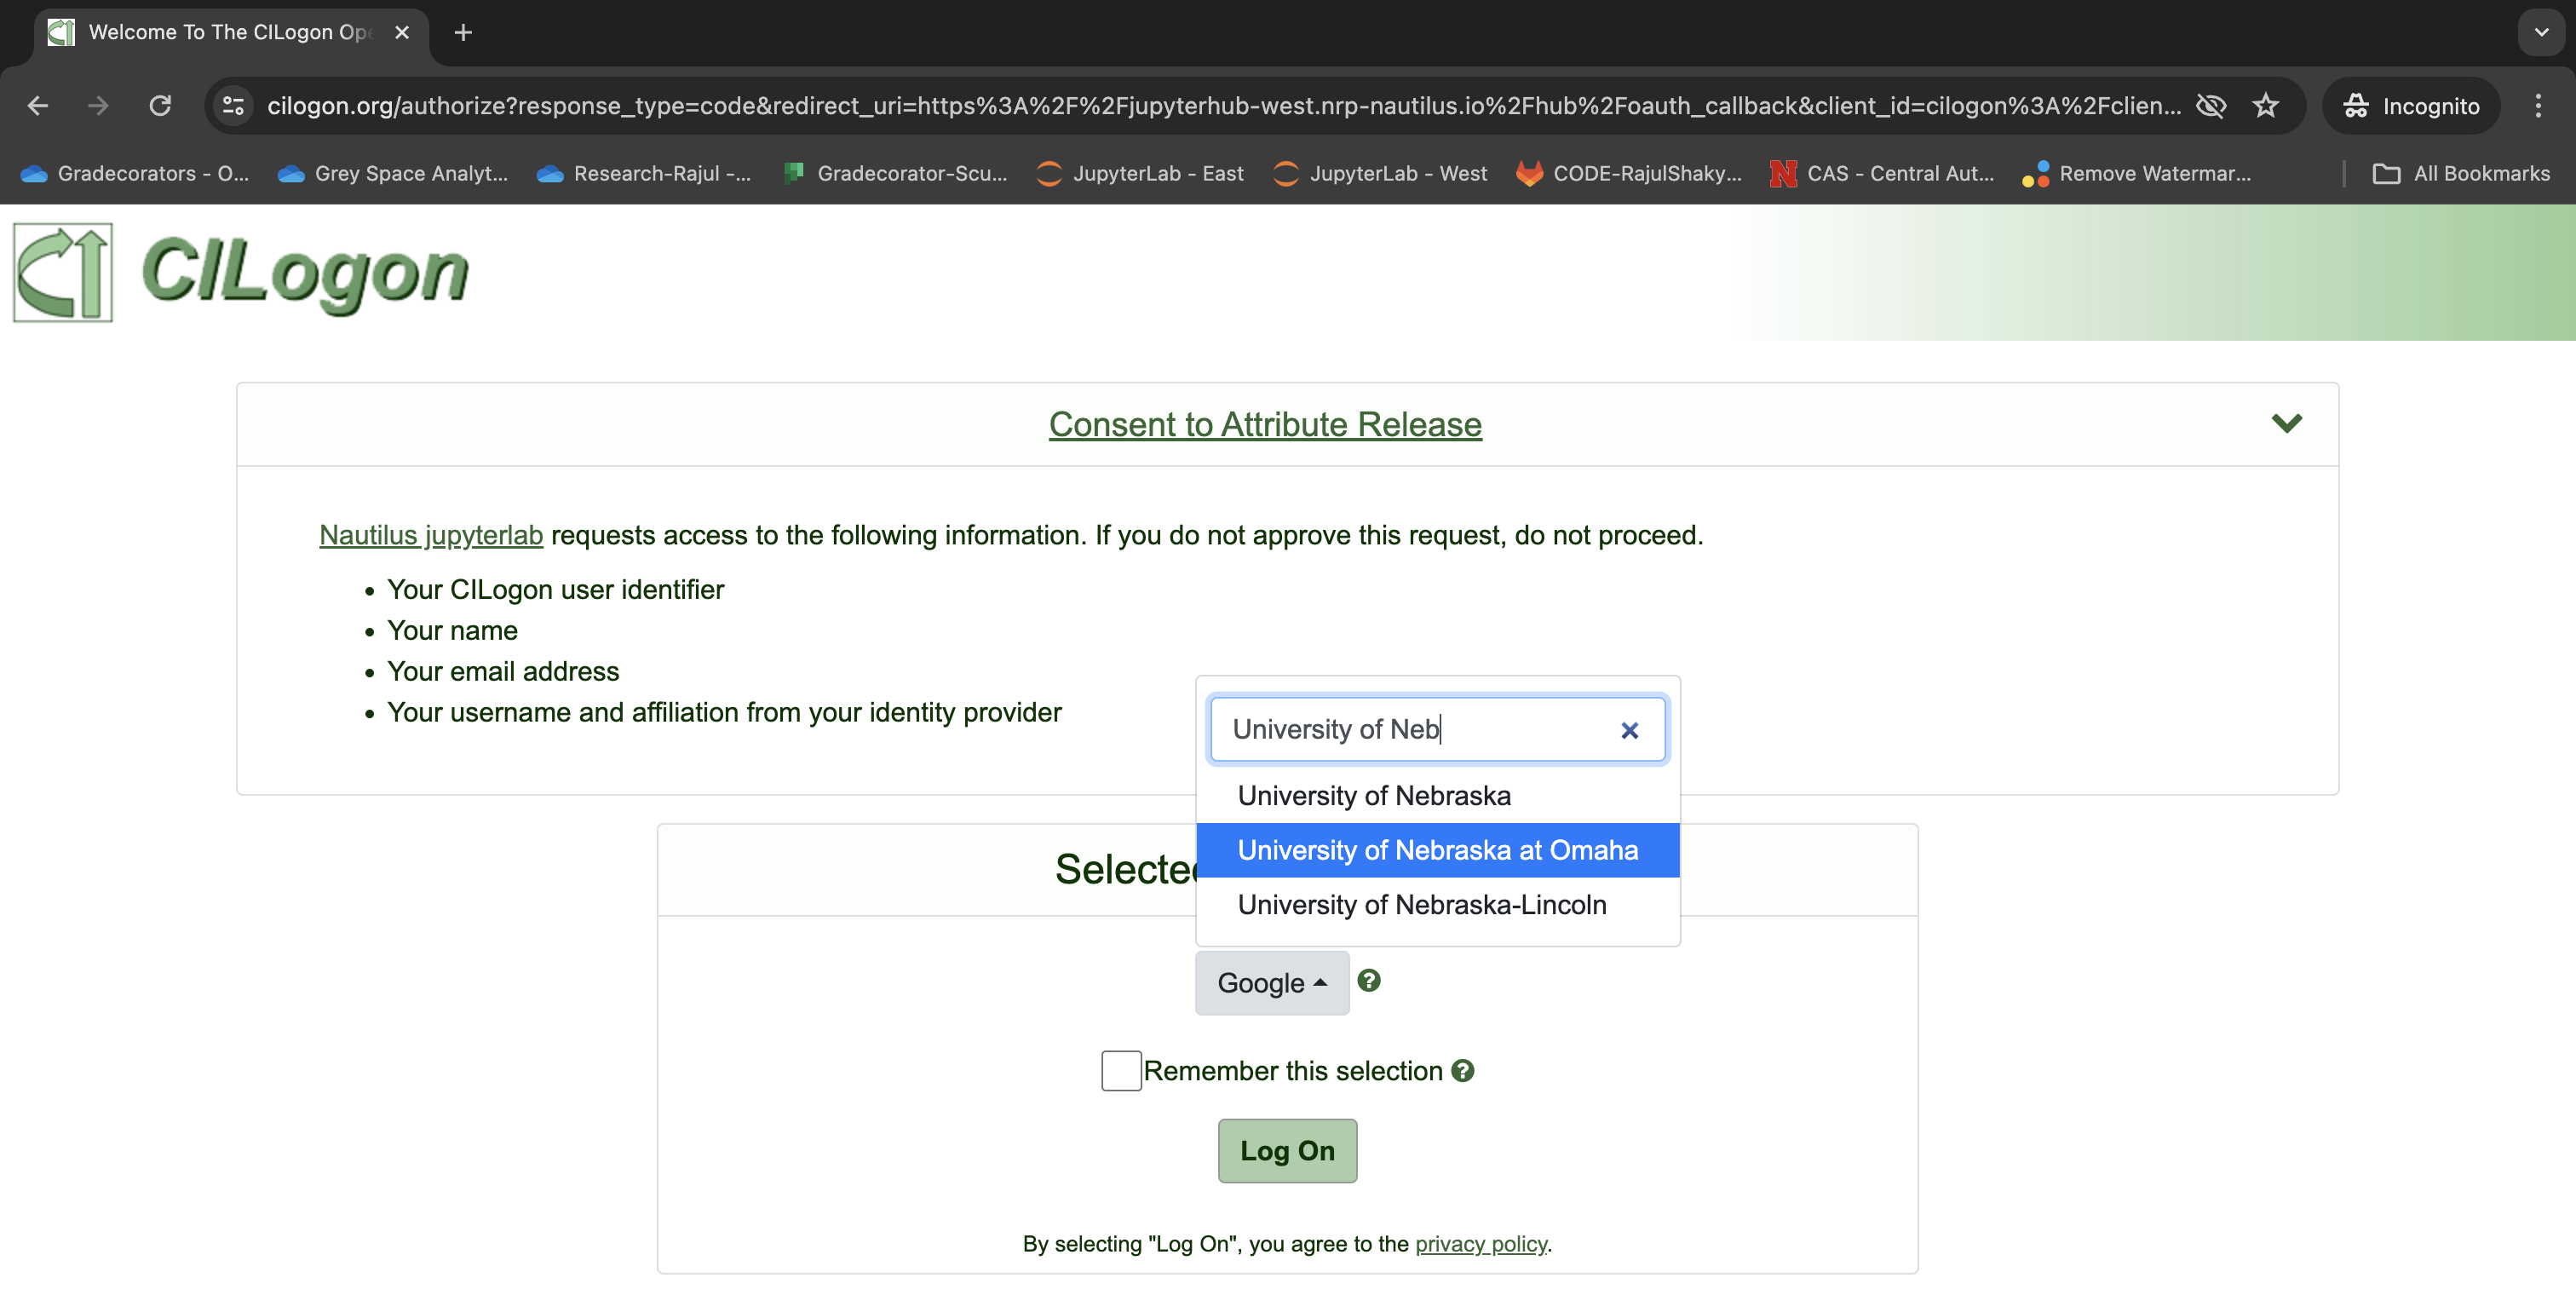 Welcome To The CILogon Ope
cilogon.org/authorize?response_type=code&redirect_uri=https%3A%2F%2Fjupyterhub-west.nrp-nautilus.io%2Fhub%2Foauth_callback&client_id=cilogon%3A%2Fclien...
Incognito
Gradecorators - O...
Grey Space Analyt...
Research-Rajul -...
Gradecorator-Scu...
JupyterLab - East
JupyterLab - West
CODE-RajulShaky...
CAS - Central Aut...
Remove Watermar...
All Bookmarks
CILogon
Consent to Attribute Release
Nautilus jupyterlab requests access to the following information. If you do not approve this request, do not proceed.
• Your CILogon user identifier
• Your name
• Your email address
• Your username and affiliation from your identity provider
University of Neb
University of Nebraska
University of Nebraska at Omaha
University of Nebraska-Lincoln
Selected
Google
Remember this selection
Log On
By selecting "Log On", you agree to the privacy policy.